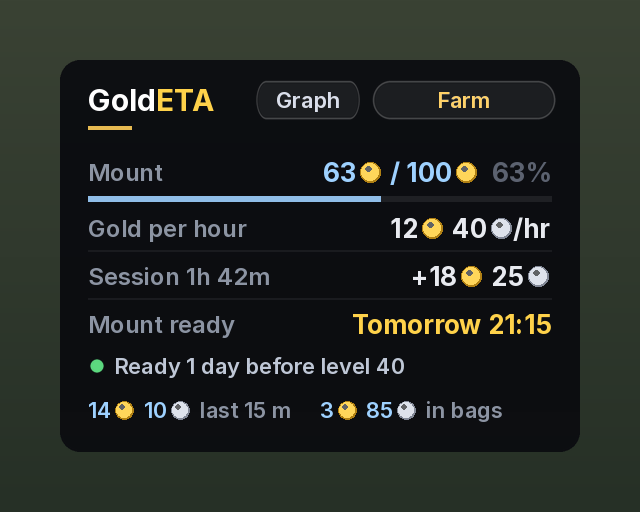 GoldETA Graph Farm
Mount 63 / 100 63%
Gold per hour 12 40 /hr
Session 1h 42m +18 25
Mount ready Tomorrow 21:15
Ready 1 day before level 40
14 10 last 15 m 3 85 in bags